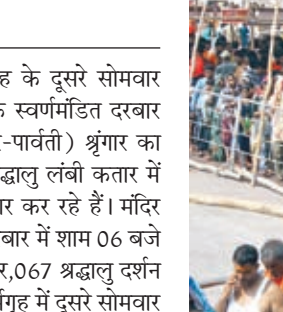 ह के दूसरे सोमवार
स्वर्णमंडित दरबार
-पार्वती) श्रृंगार का
द्धालु लंबी कतार में
र कर रहे हैं। मंदिर
बार में शाम 06 बजे
र,067 श्रद्धालु दर्शन
गृह में दूसरे सोमवार